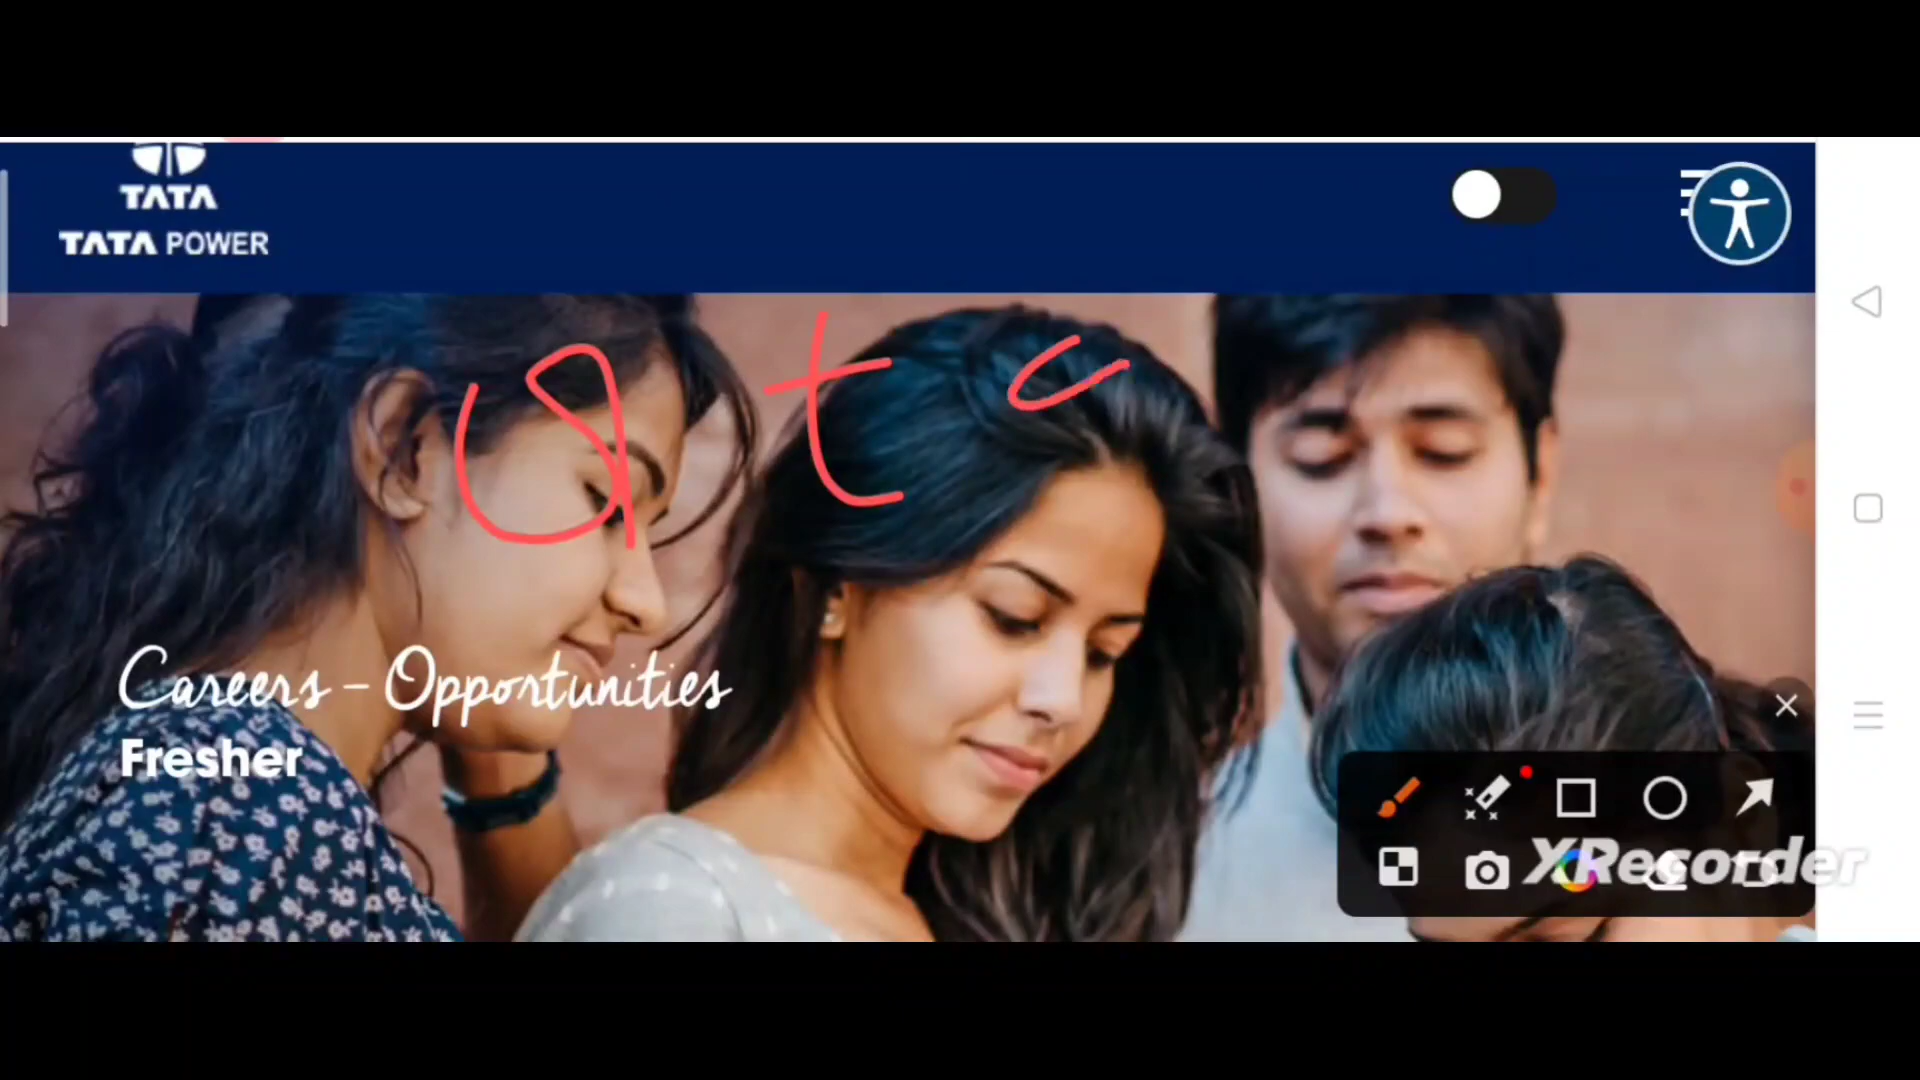 TATA
TATA POWER
a t
Careers – Opportunities
Fresher
XRecorder